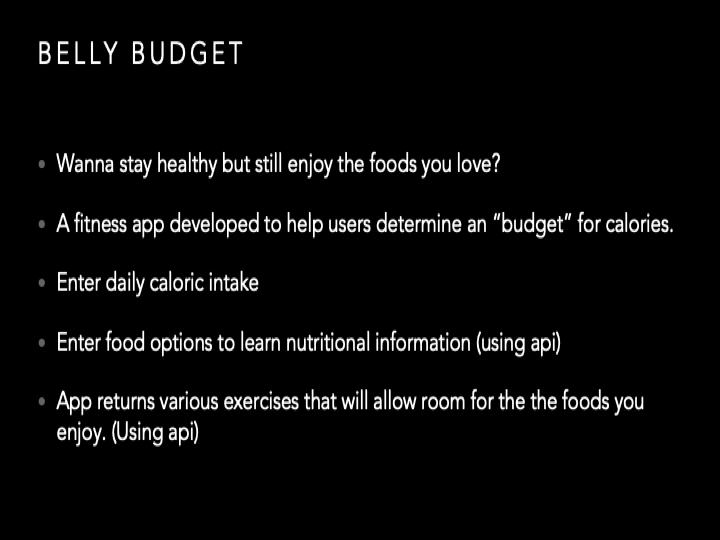 BELLY BUDGET
• Wanna stay healthy but still enjoy the foods you love?
• A fitness app developed to help users determine an “budget” for calories.
• Enter daily caloric intake
• Enter food options to learn nutritional information (using api)
• App returns various exercises that will allow room for the the foods you
enjoy. (Using api)